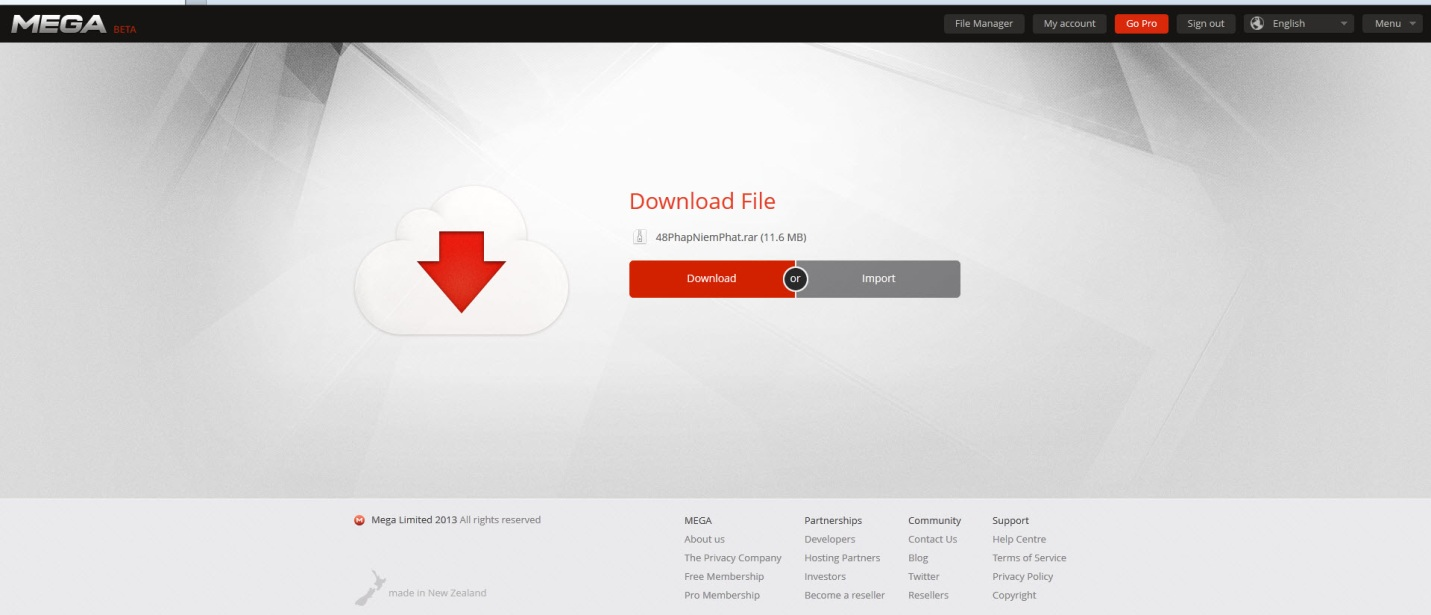 MEGA BETA
File Manager My account Go Pro Sign out English Menu
Download File
48PhapNiemPhat.rar (11.6 MB)
Download or Import
Mega Limited 2013 All rights reserved
made in New Zealand
MEGA
About us
The Privacy Company
Free Membership
Pro Membership
Partnerships
Developers
Hosting Partners
Investors
Become a reseller
Community
Contact Us
Blog
Twitter
Resellers
Support
Help Centre
Terms of Service
Privacy Policy
Copyright